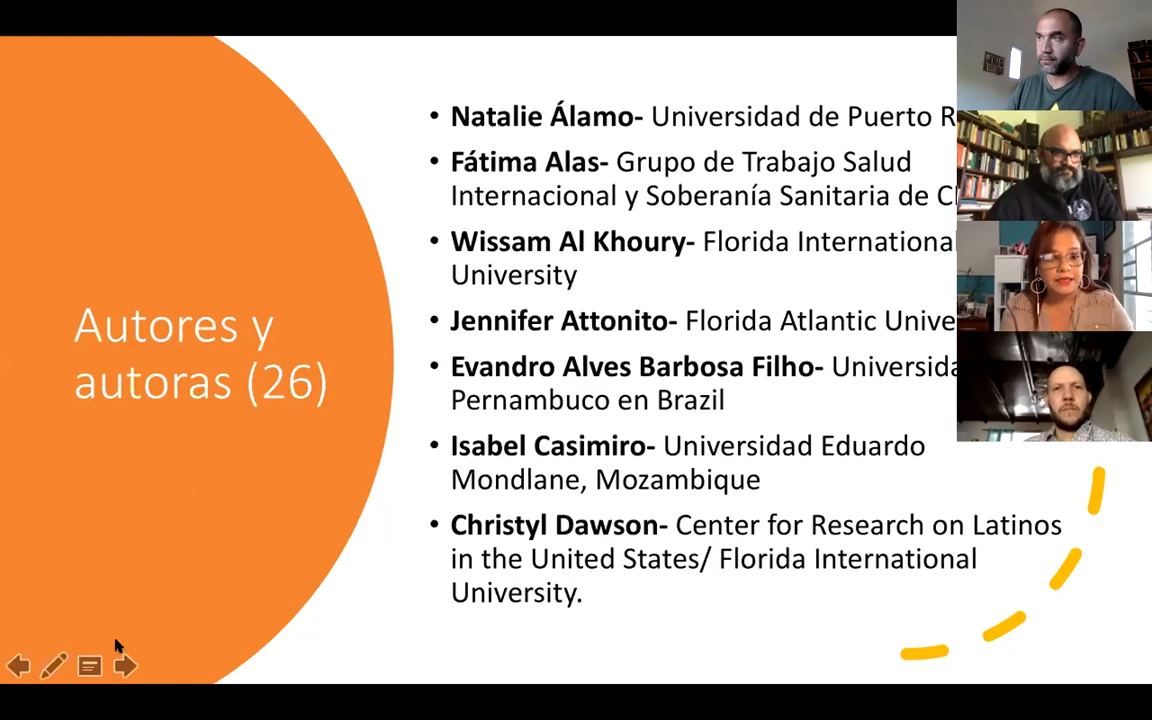 Autores y
autoras (26)
• Natalie Álamo- Universidad de Puerto
• Fátima Alas- Grupo de Trabajo Salud
Internacional y Soberanía Sanitaria de
• Wissam Al Khoury- Florida International
University
• Jennifer Attonito- Florida Atlantic
• Evandro Alves Barbosa Filho-
Pernambuco en Brazil
• Isabel Casimiro- Universidad Eduardo
Mondlane, Mozambique
• Christyl Dawson- Center for Research on Latinos
in the United States/ Florida International
University.